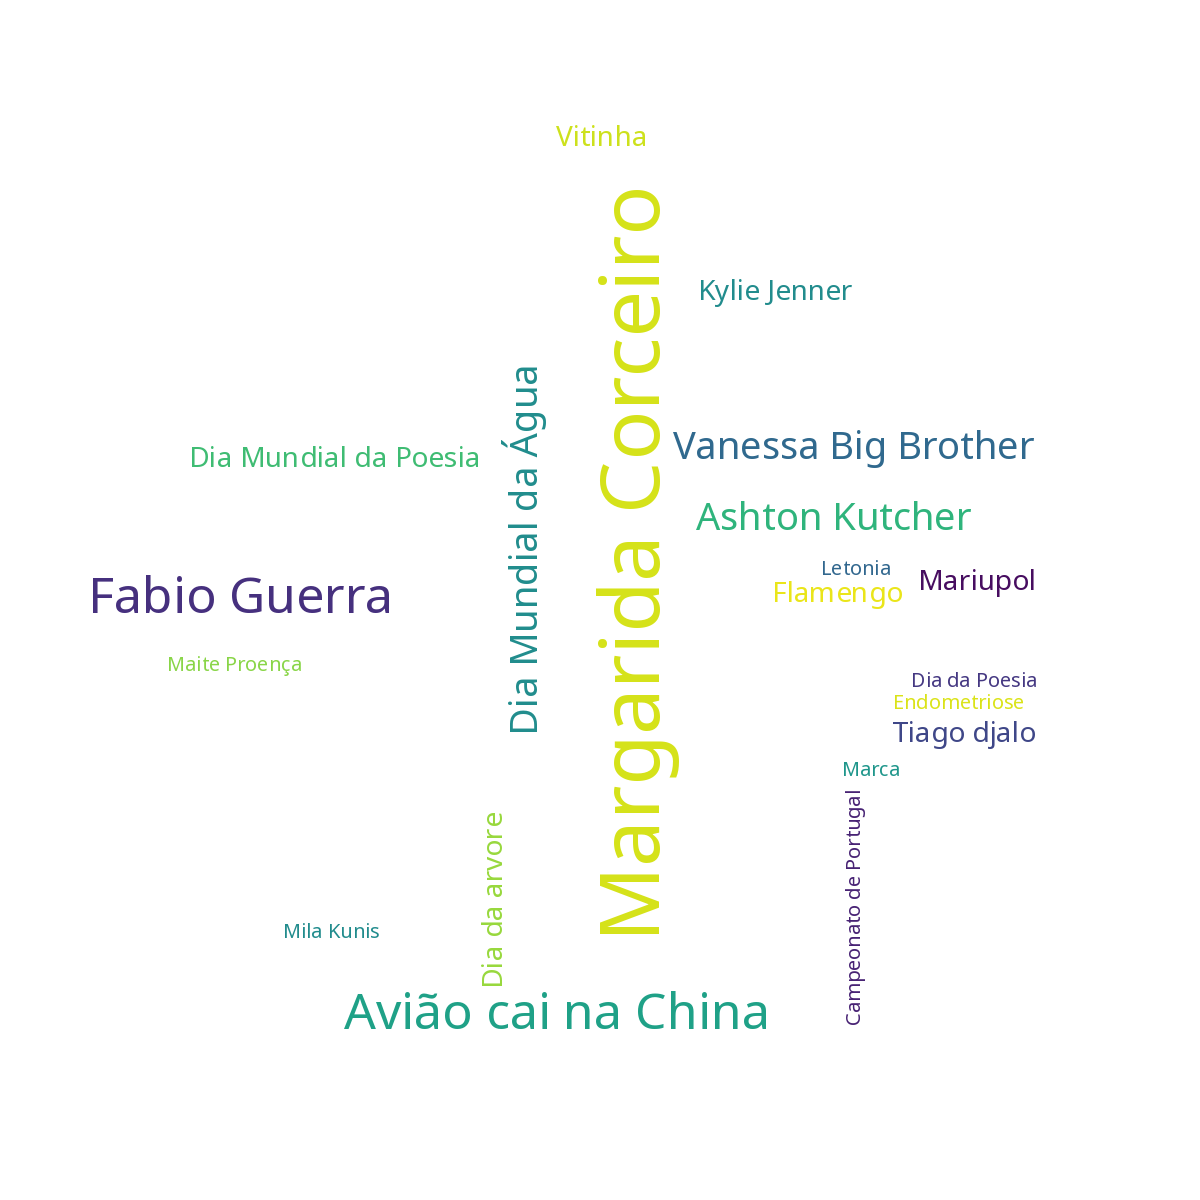 Vitinha
Margarida Corceiro
Kylie Jenner
Dia Mundial da Água
Vanessa Big Brother
Dia Mundial da Poesia
Ashton Kutcher
Letonia
Mariupol
Flamengo
Fabio Guerra
Maite Proença
Dia da Poesia
Endometriose
Tiago djalo
Marca
Campeonato de Portugal
Dia da arvore
Mila Kunis
Avião cai na China